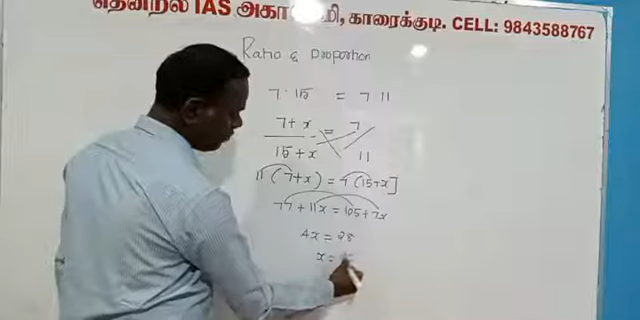 தென்றல் IAS அகா மி, காரைக்குடி. CELL: 9843588767
Ratio & proportion
7 : 15 = 7 11
7 + x / 15 + x = 7 / 11
11 (7+x) = 7 (15+x]
77 + 11x = 105 + 7x
4x = 28
x =